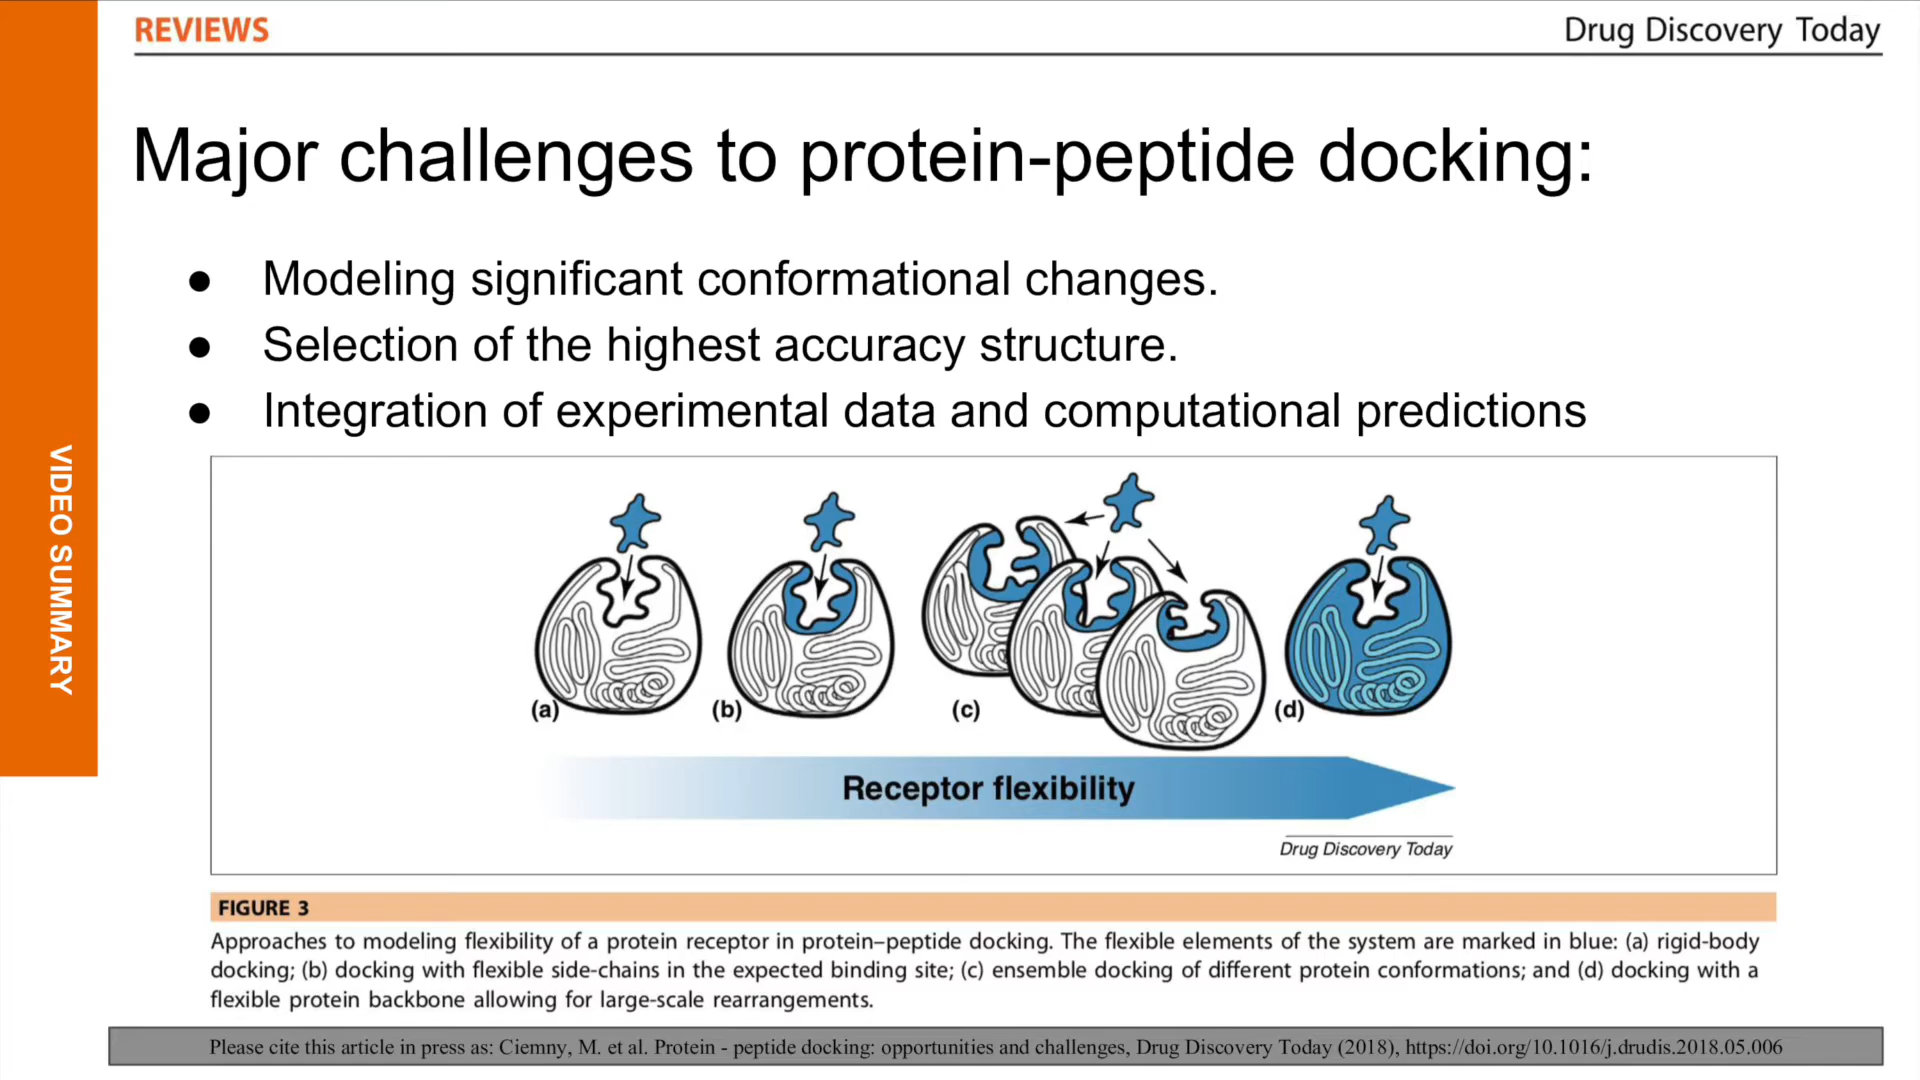 REVIEWS
Drug Discovery Today
VIDEO SUMMARY
Major challenges to protein-peptide docking:
● Modeling significant conformational changes.
● Selection of the highest accuracy structure.
● Integration of experimental data and computational predictions
(a)
(b)
(c)
(d)
Receptor flexibility
Drug Discovery Today
FIGURE 3
Approaches to modeling flexibility of a protein receptor in protein–peptide docking. The flexible elements of the system are marked in blue: (a) rigid-body
docking; (b) docking with flexible side-chains in the expected binding site; (c) ensemble docking of different protein conformations; and (d) docking with a
flexible protein backbone allowing for large-scale rearrangements.
Please cite this article in press as: Ciemny, M. et al. Protein - peptide docking: opportunities and challenges, Drug Discovery Today (2018), https://doi.org/10.1016/j.drudis.2018.05.006